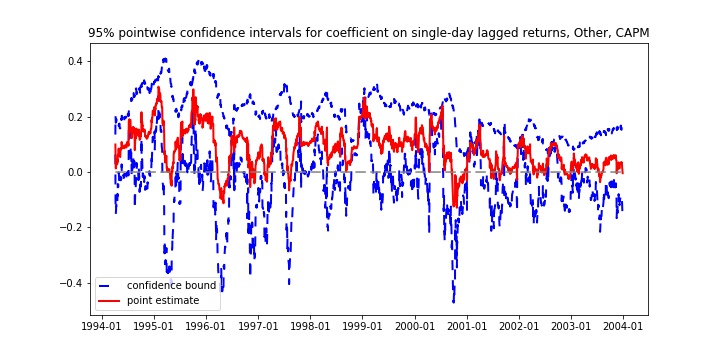 95% pointwise confidence intervals for coefficient on single-day lagged returns, Other, CAPM
0.4
0.2
0.0
−0.2
−0.4
confidence bound
point estimate
1994-01 1995-01 1996-01 1997-01 1998-01 1999-01 2000-01 2001-01 2002-01 2003-01 2004-01